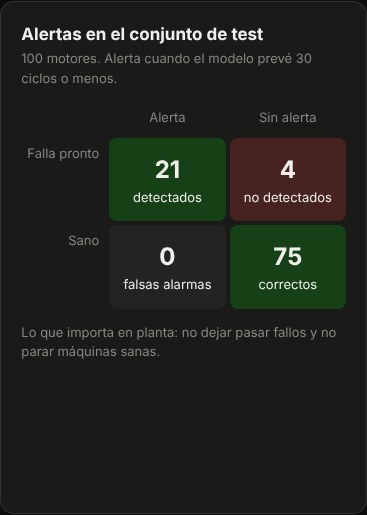 Alertas en el conjunto de test
100 motores. Alerta cuando el modelo prevé 30
ciclos o menos.
Alerta Sin alerta
Falla pronto
21 4
detectados no detectados
Sano
0 75
falsas alarmas correctos
Lo que importa en planta: no dejar pasar fallos y no
parar máquinas sanas.